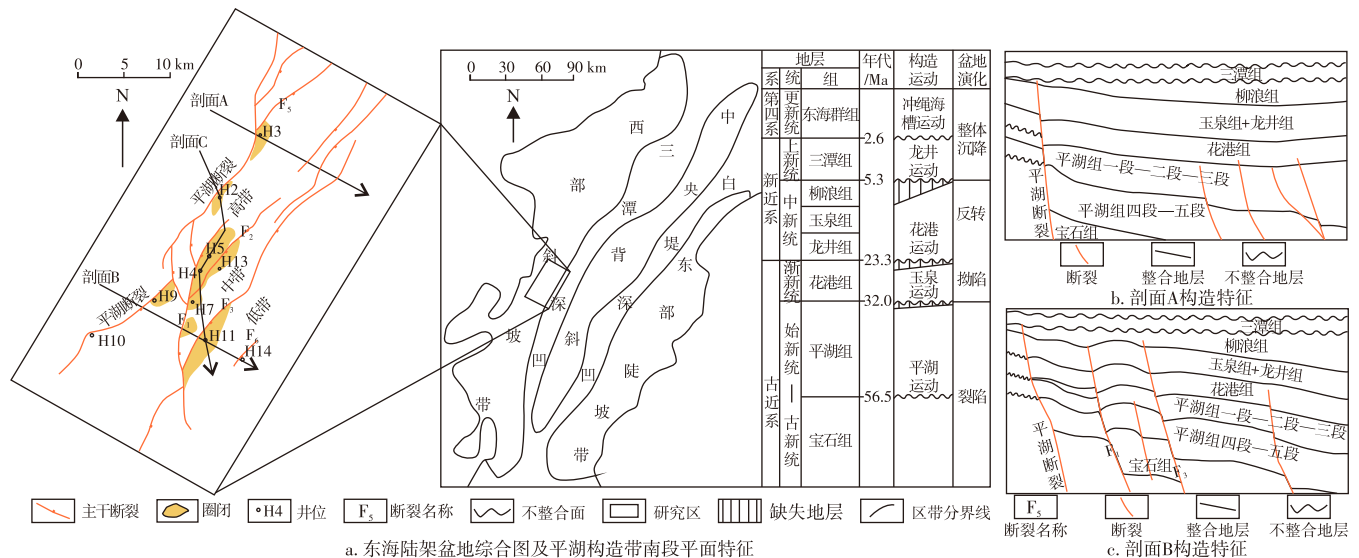 0 10 km
N
剖面A
剖面C
剖面B
F5
H3
平湖断裂
H2
高带
F2
H5
H13
H4
中带
平湖断裂
H9
H7
F3
低带
F1
H10
H11
F6
H14
0 30 60 90 km
N
西部斜坡带
三潭深凹
中央背斜
白堤深凹
东部陡坡带
地层 年代/Ma 构造运动 盆地演化
系 统 组
第四系 更新统 东海群组 冲绳海槽运动 整体沉降
2.6
新近系 上新统 三潭组 龙井运动
5.3
中新统 柳浪组 花港运动 反转
玉泉组
龙井组
23.3
古近系 渐新统 花港组 玉泉运动 拗陷
32.0
始新统—古新统 平湖组 平湖运动 裂陷
56.5
宝石组
三潭组
柳浪组
玉泉组+龙井组
花港组
平湖组一段—二段—三段
平湖组四段—五段
平湖断裂
宝石组
断裂 整合地层 不整合地层
b. 剖面A构造特征
三潭组
柳浪组
玉泉组+龙井组
花港组
平湖组一段—二段—三段
平湖组四段—五段
平湖断裂
F1
宝石组
F3
F5
断裂名称 断裂 整合地层 不整合地层
c. 剖面B构造特征
主干断裂 圈闭 H4 井位 F5 断裂名称 不整合面 研究区 缺失地层 区带分界线
a. 东海陆架盆地综合图及平湖构造带南段平面特征